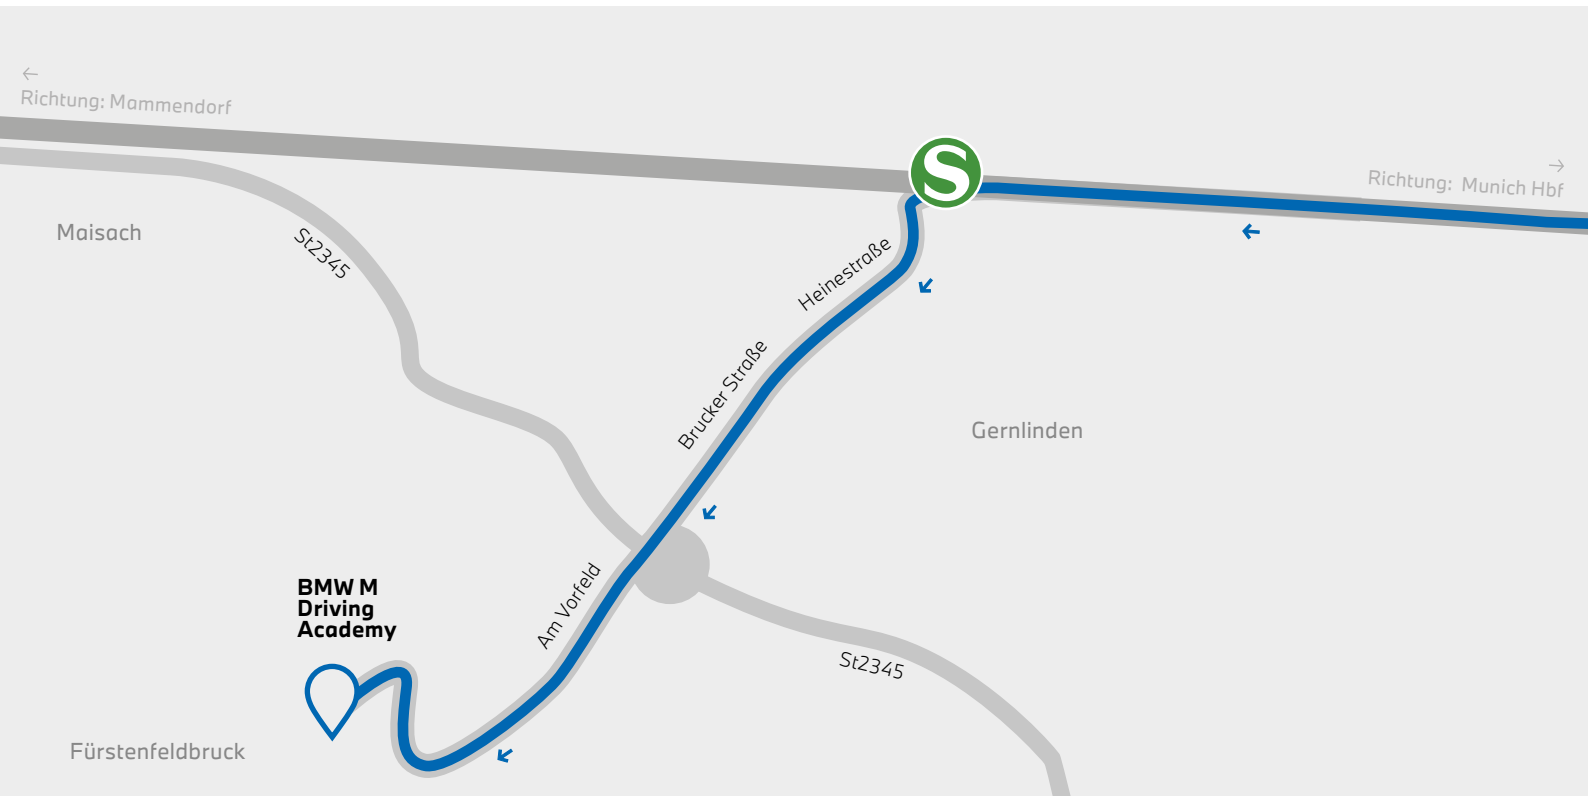 ←
Richtung: Mammendorf
S
→
Richtung: Munich Hbf
Maisach
St2345
Heinestraße
Brucker Straße
Gernlinden
Am Vorfeld
BMW M
Driving
Academy
St2345
Fürstenfeldbruck